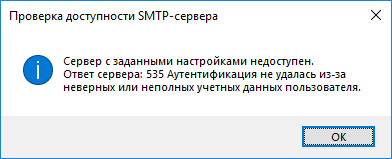 Проверка доступности SMTP-сервера
Сервер с заданными настройками недоступен.
Ответ сервера: 535 Аутентификация не удалась из-за
неверных или неполных учетных данных пользователя.
OK